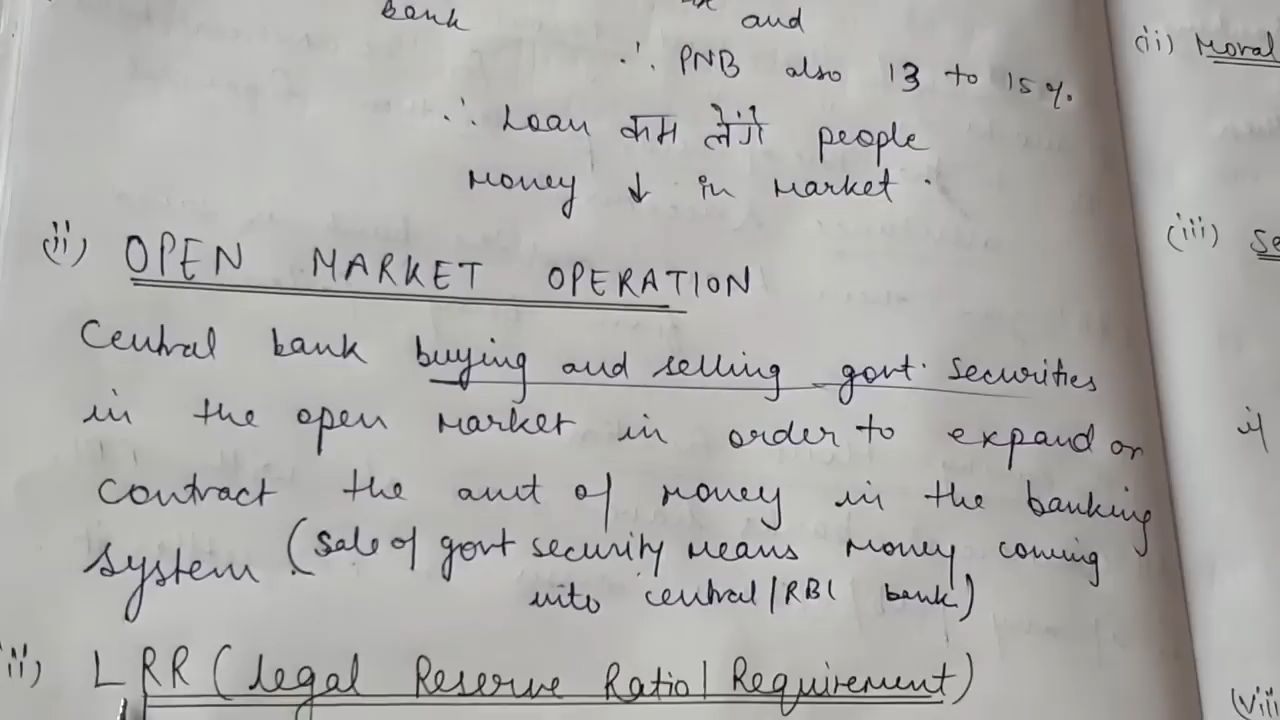 bank
and
∴ PNB also 13 to 15%.
∴ Loan कम लेंगे people
Money ↓ in Market.
(ii) OPEN MARKET OPERATION
Central bank buying and selling govt. securities
in the open market in order to expand or
contract the amt of money in the banking
system (Sale of govt security means money coming
into central/RBI bank)
ii) LRR (Legal Reserve Ratio/Requirement)
(ii) Moral
(iii) Se
if
(viii